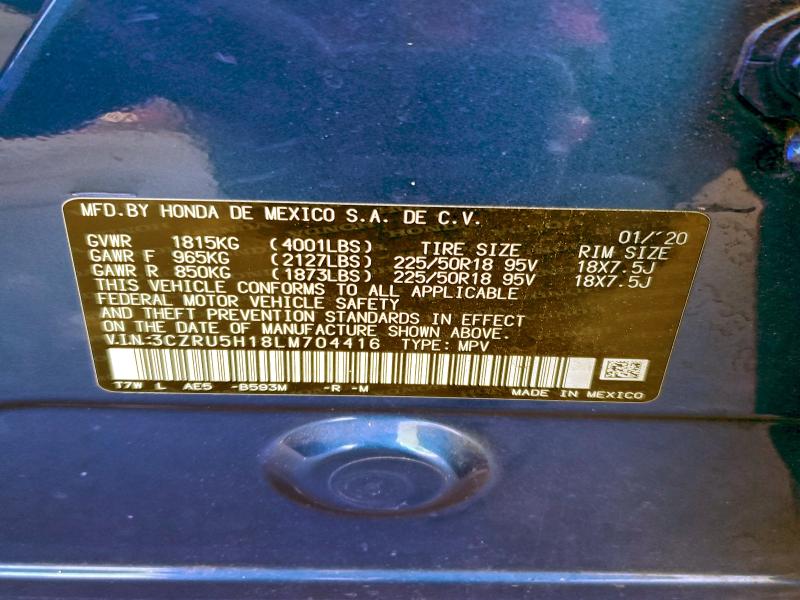 MFD.BY HONDA DE MEXICO S.A. DE C.V.
01/'20
GVWR 1815KG (4001LBS) TIRE SIZE RIM SIZE
GAWR F 965KG (2127LBS) 225/50R18 95V 18X7.5J
GAWR R 850KG (1873LBS) 225/50R18 95V 18X7.5J
THIS VEHICLE CONFORMS TO ALL APPLICABLE
FEDERAL MOTOR VEHICLE SAFETY
AND THEFT PREVENTION STANDARDS IN EFFECT
ON THE DATE OF MANUFACTURE SHOWN ABOVE.
V.I.N.:3CZRU5H18LM704416 TYPE: MPV
T7W L AE5 -B593M -R -M MADE IN MEXICO